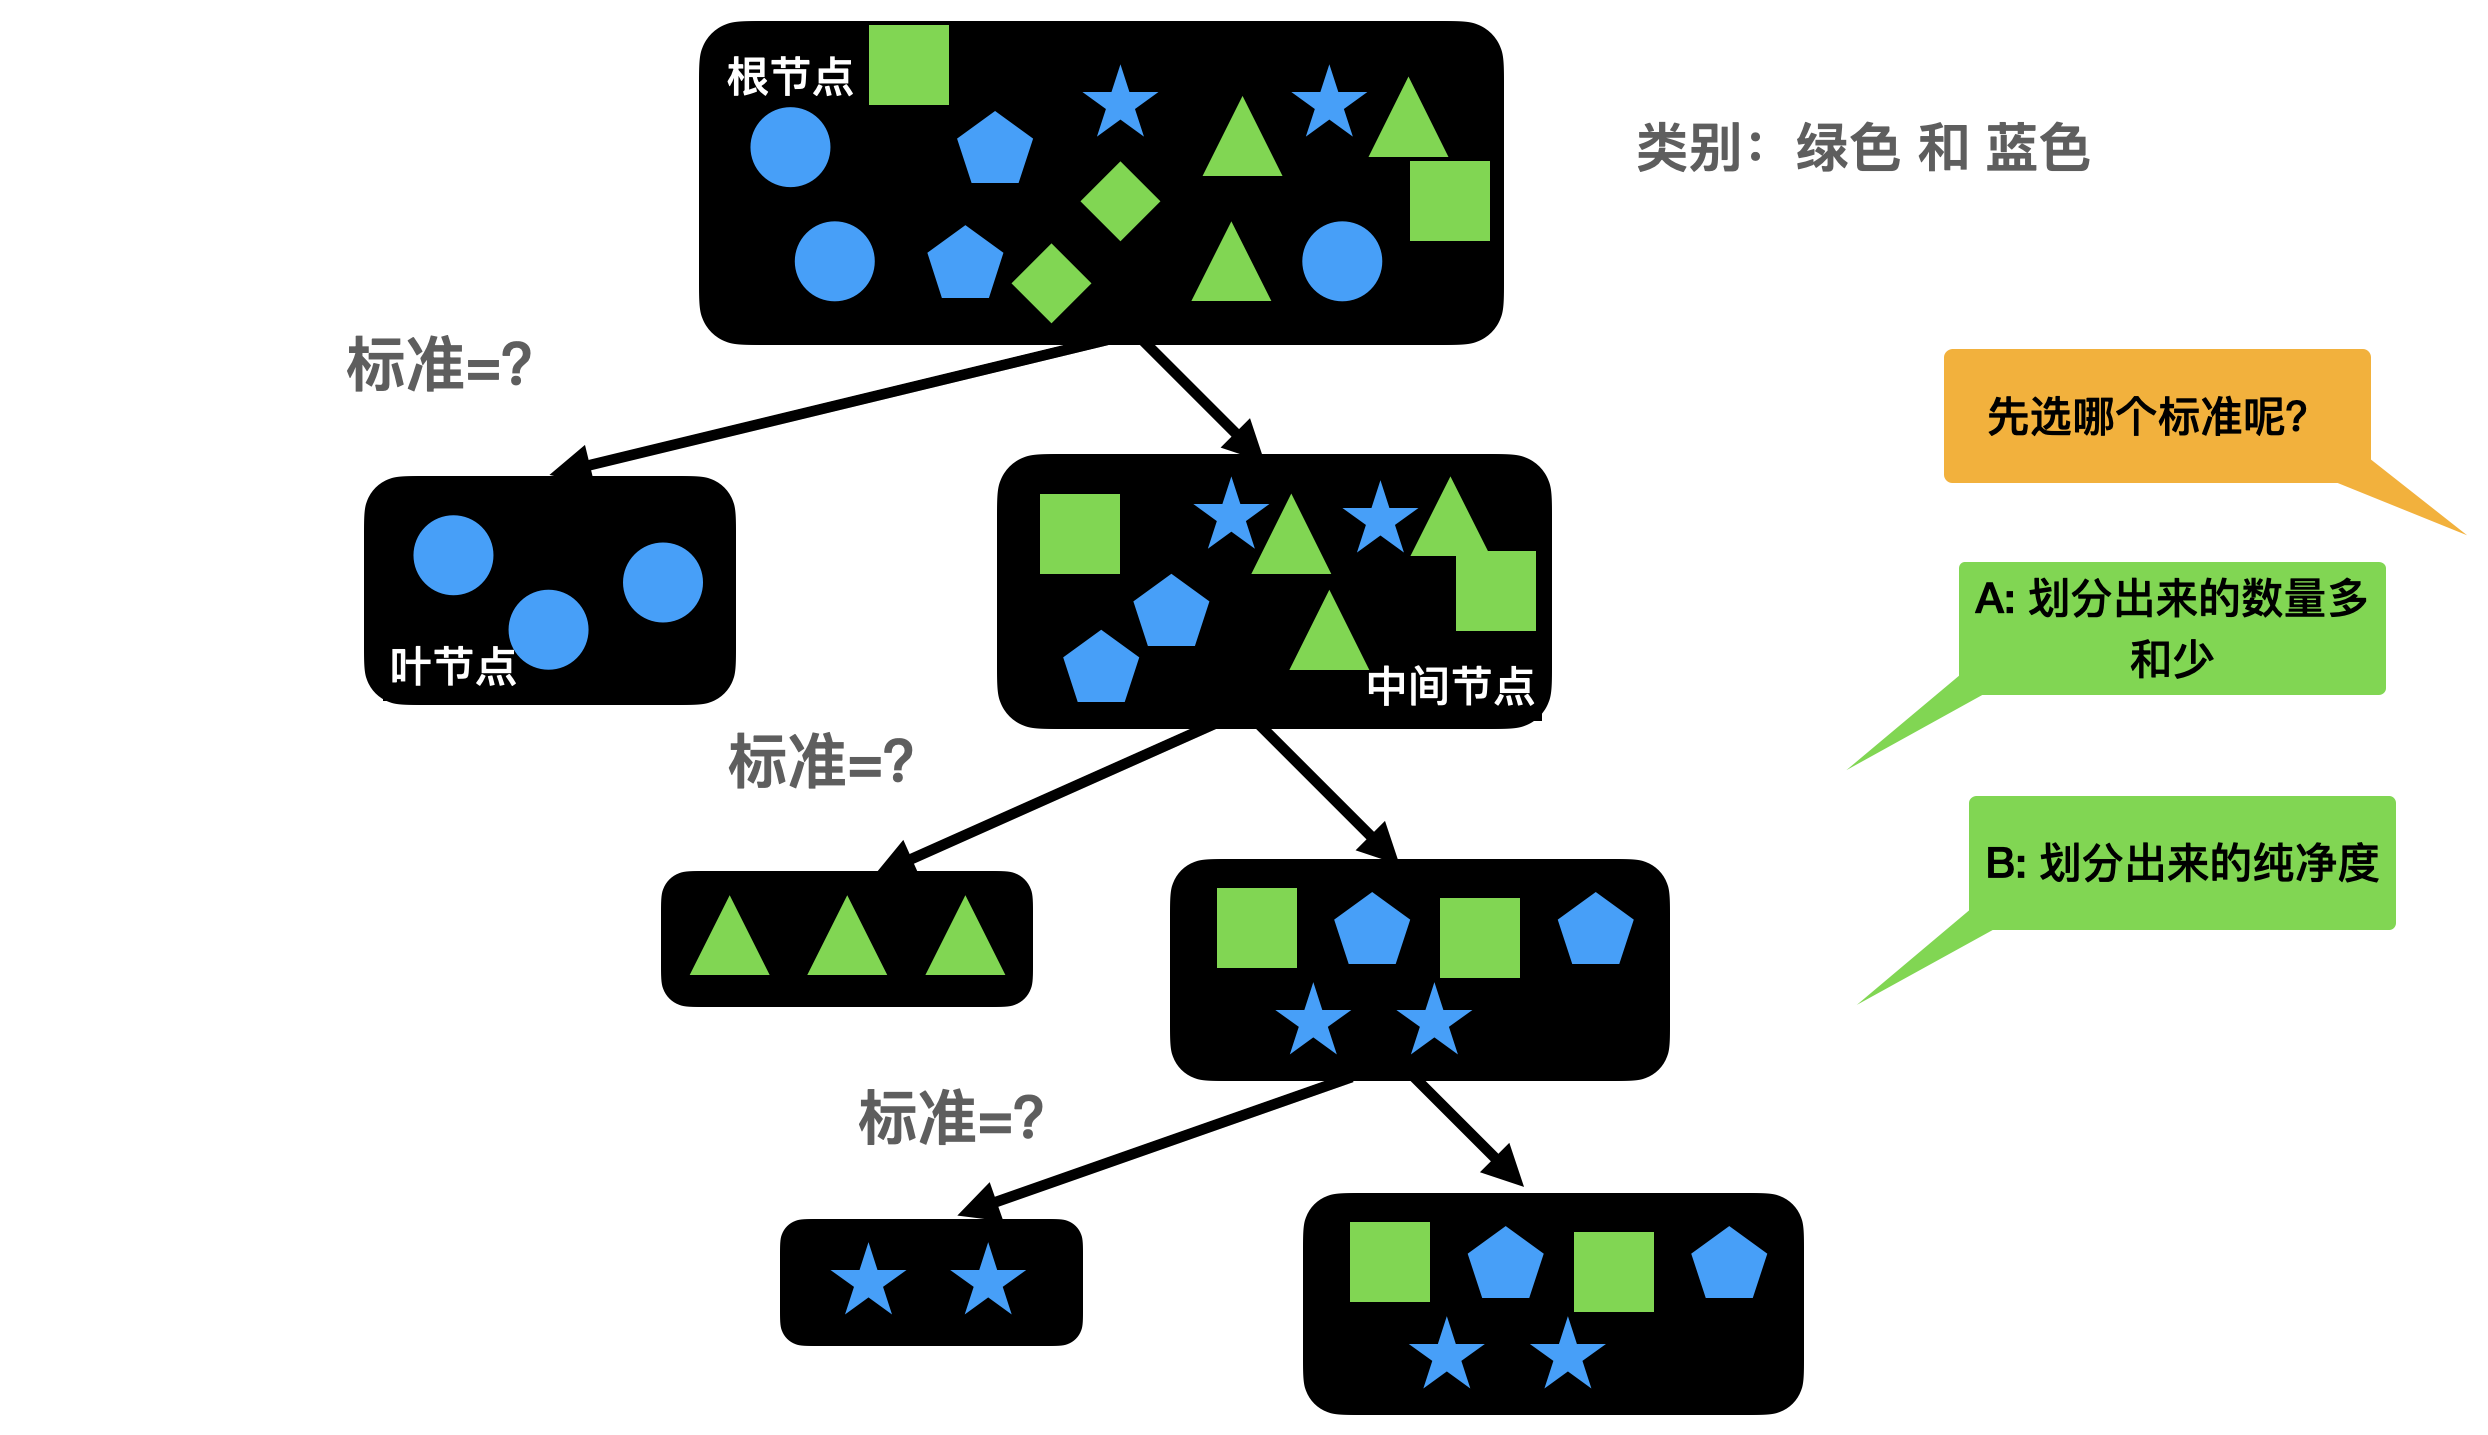 根节点
类别：绿色 和 蓝色
标准=?
先选哪个标准呢?
A: 划分出来的数量多
和少
叶节点
中间节点
标准=?
B: 划分出来的纯净度
标准=?